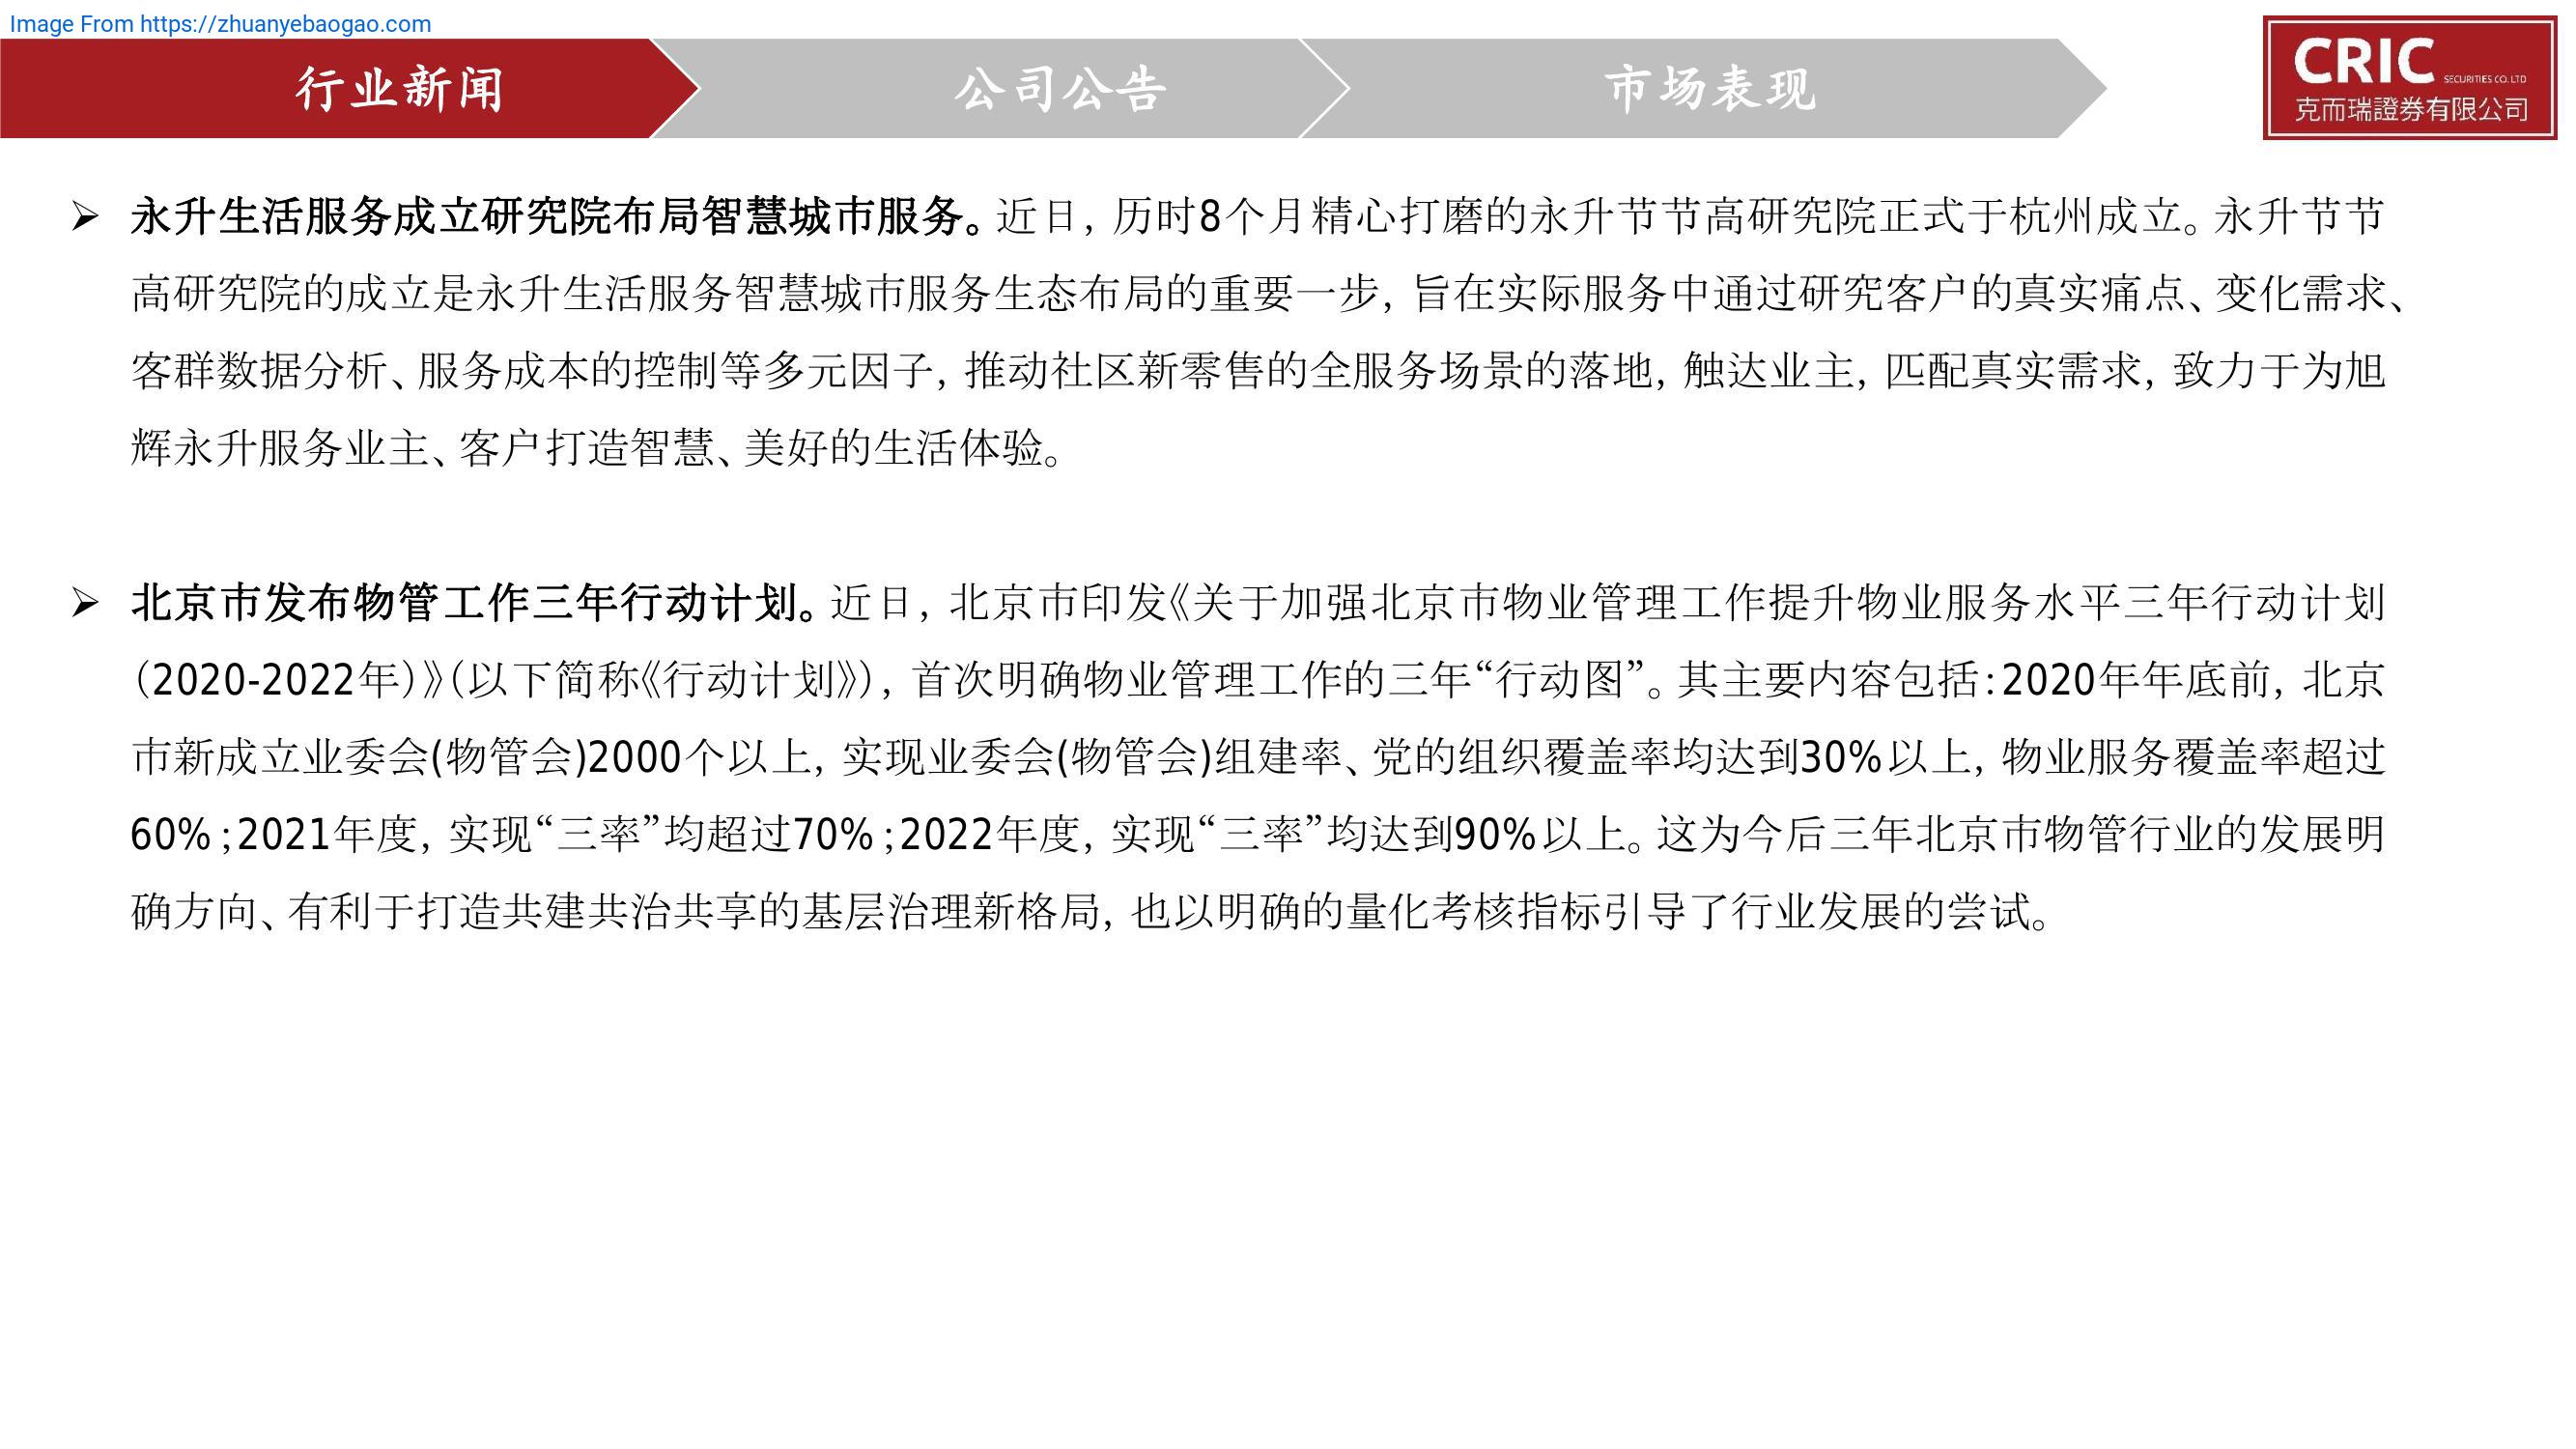 Image From https://zhuanyebaogao.com
行业新闻
公司公告
市场表现
CRIC SECURITIES CO. LTD
克而瑞證券有限公司
➢ 永升生活服务成立研究院布局智慧城市服务。近日，历时8个月精心打磨的永升节节高研究院正式于杭州成立。永升节节
高研究院的成立是永升生活服务智慧城市服务生态布局的重要一步，旨在实际服务中通过研究客户的真实痛点、变化需求、
客群数据分析、服务成本的控制等多元因子，推动社区新零售的全服务场景的落地，触达业主，匹配真实需求，致力于为旭
辉永升服务业主、客户打造智慧、美好的生活体验。
➢ 北京市发布物管工作三年行动计划。近日，北京市印发《关于加强北京市物业管理工作提升物业服务水平三年行动计划
（2020-2022年）》（以下简称《行动计划》），首次明确物业管理工作的三年“行动图”。其主要内容包括：2020年年底前，北京
市新成立业委会(物管会)2000个以上，实现业委会(物管会)组建率、党的组织覆盖率均达到30%以上，物业服务覆盖率超过
60%；2021年度，实现“三率”均超过70%；2022年度，实现“三率”均达到90%以上。这为今后三年北京市物管行业的发展明
确方向、有利于打造共建共治共享的基层治理新格局，也以明确的量化考核指标引导了行业发展的尝试。